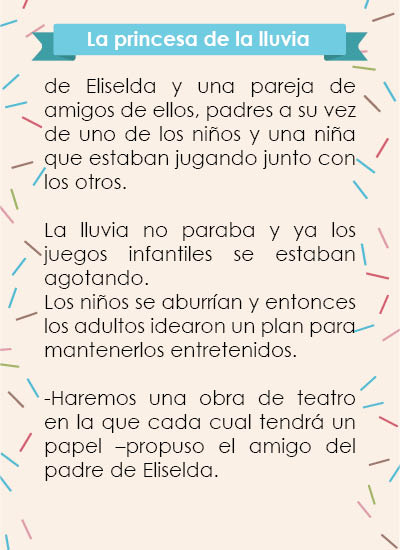 La princesa de la lluvia
de Eliselda y una pareja de
amigos de ellos, padres a su vez
de uno de los niños y una niña
que estaban jugando junto con
los otros.
La lluvia no paraba y ya los
juegos infantiles se estaban
agotando.
Los niños se aburrían y entonces
los adultos idearon un plan para
mantenerlos entretenidos.
-Haremos una obra de teatro
en la que cada cual tendrá un
papel –propuso el amigo del
padre de Eliselda.